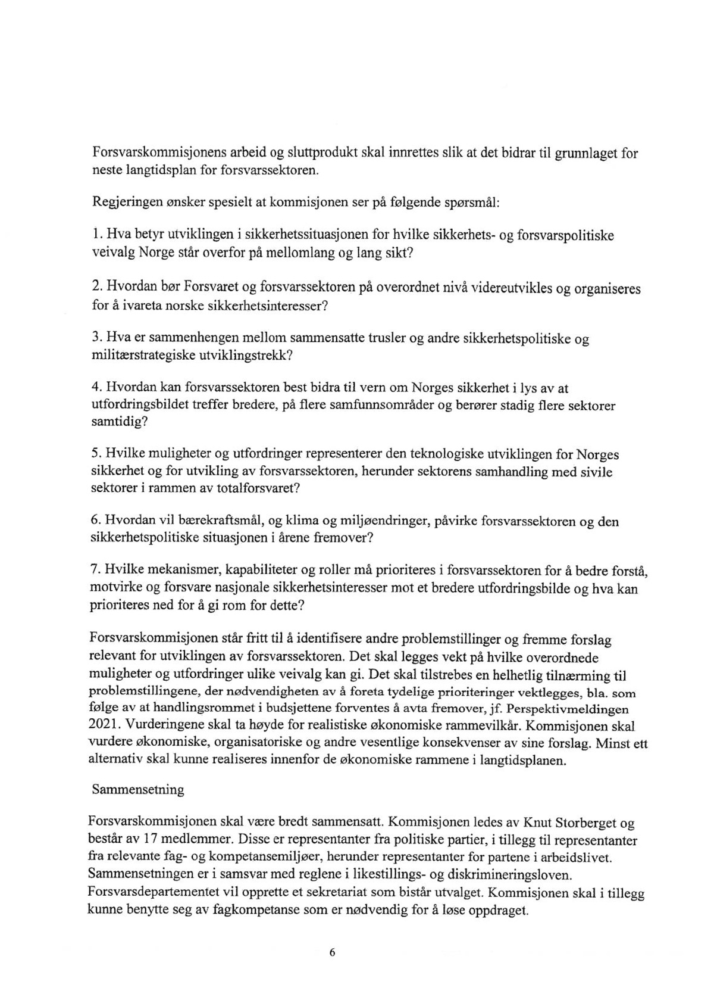 Forsvarskommisjonens arbeid og sluttprodukt skal innrettes slik at det bidrar til grunnlaget for
neste langtidsplan for forsvarssektoren.
Regjeringen ønsker spesielt at kommisjonen ser på følgende spørsmål:
1. Hva betyr utviklingen i sikkerhetssituasjonen for hvilke sikkerhets- og forsvarspolitiske
veivalg Norge står overfor på mellomlang og lang sikt?
2. Hvordan bør Forsvaret og forsvarssektoren på overordnet nivå videreutvikles og organiseres
for å ivareta norske sikkerhetsinteresser?
3. Hva er sammenhengen mellom sammensatte trusler og andre sikkerhetspolitiske og
militærstrategiske utviklingstrekk?
4. Hvordan kan forsvarssektoren best bidra til vern om Norges sikkerhet i lys av at
utfordringsbildet treffer bredere, på flere samfunnsområder og berører stadig flere sektorer
samtidig?
5. Hvilke muligheter og utfordringer representerer den teknologiske utviklingen for Norges
sikkerhet og for utvikling av forsvarssektoren, herunder sektorens samhandling med sivile
sektorer i rammen av totalforsvaret?
6. Hvordan vil bærekraftsmål, og klima og miljøendringer, påvirke forsvarssektoren og den
sikkerhetspolitiske situasjonen i årene fremover?
7. Hvilke mekanismer, kapabiliteter og roller må prioriteres i forsvarssektoren for å bedre forstå,
motvirke og forsvare nasjonale sikkerhetsinteresser mot et bredere utfordringsbilde og hva kan
prioriteres ned for å gi rom for dette?
Forsvarskommisjonen står fritt til å identifisere andre problemstillinger og fremme forslag
relevant for utviklingen av forsvarssektoren. Det skal legges vekt på hvilke overordnede
muligheter og utfordringer ulike veivalg kan gi. Det skal tilstrebes en helhetlig tilnærming til
problemstillingene, der nødvendigheten av å foreta tydelige prioriteringer vektlegges, bla. som
følge av at handlingsrommet i budsjettene forventes å avta fremover, jf. Perspektivmeldingen
2021. Vurderingene skal ta høyde for realistiske økonomiske rammevilkår. Kommisjonen skal
vurdere økonomiske, organisatoriske og andre vesentlige konsekvenser av sine forslag. Minst ett
alternativ skal kunne realiseres innenfor de økonomiske rammene i langtidsplanen.
Sammensetning
Forsvarskommisjonen skal være bredt sammensatt. Kommisjonen ledes av Knut Storberget og
består av 17 medlemmer. Disse er representanter fra politiske partier, i tillegg til representanter
fra relevante fag- og kompetansemiljøer, herunder representanter for partene i arbeidslivet.
Sammensetningen er i samsvar med reglene i likestillings- og diskrimineringsloven.
Forsvarsdepartementet vil opprette et sekretariat som bistår utvalget. Kommisjonen skal i tillegg
kunne benytte seg av fagkompetanse som er nødvendig for å løse oppdraget.
6